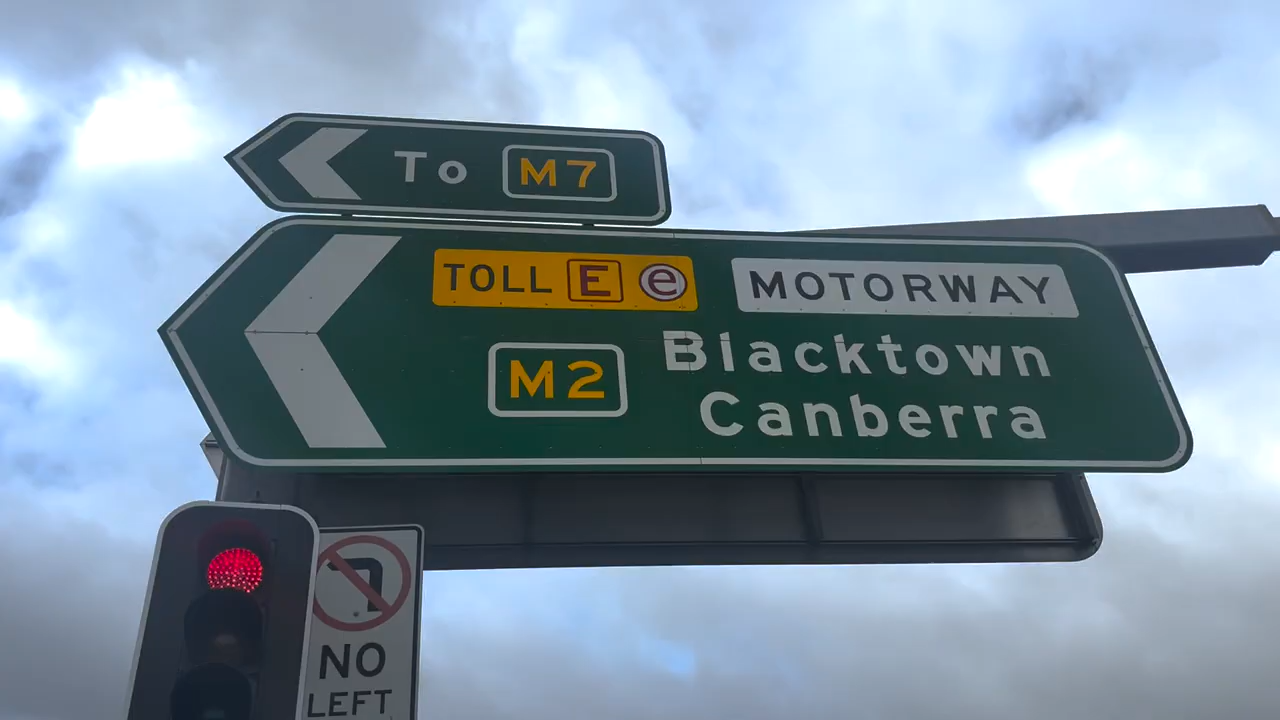 To M7
TOLL E e MOTORWAY
M2 Blacktown
Canberra
NO
LEFT